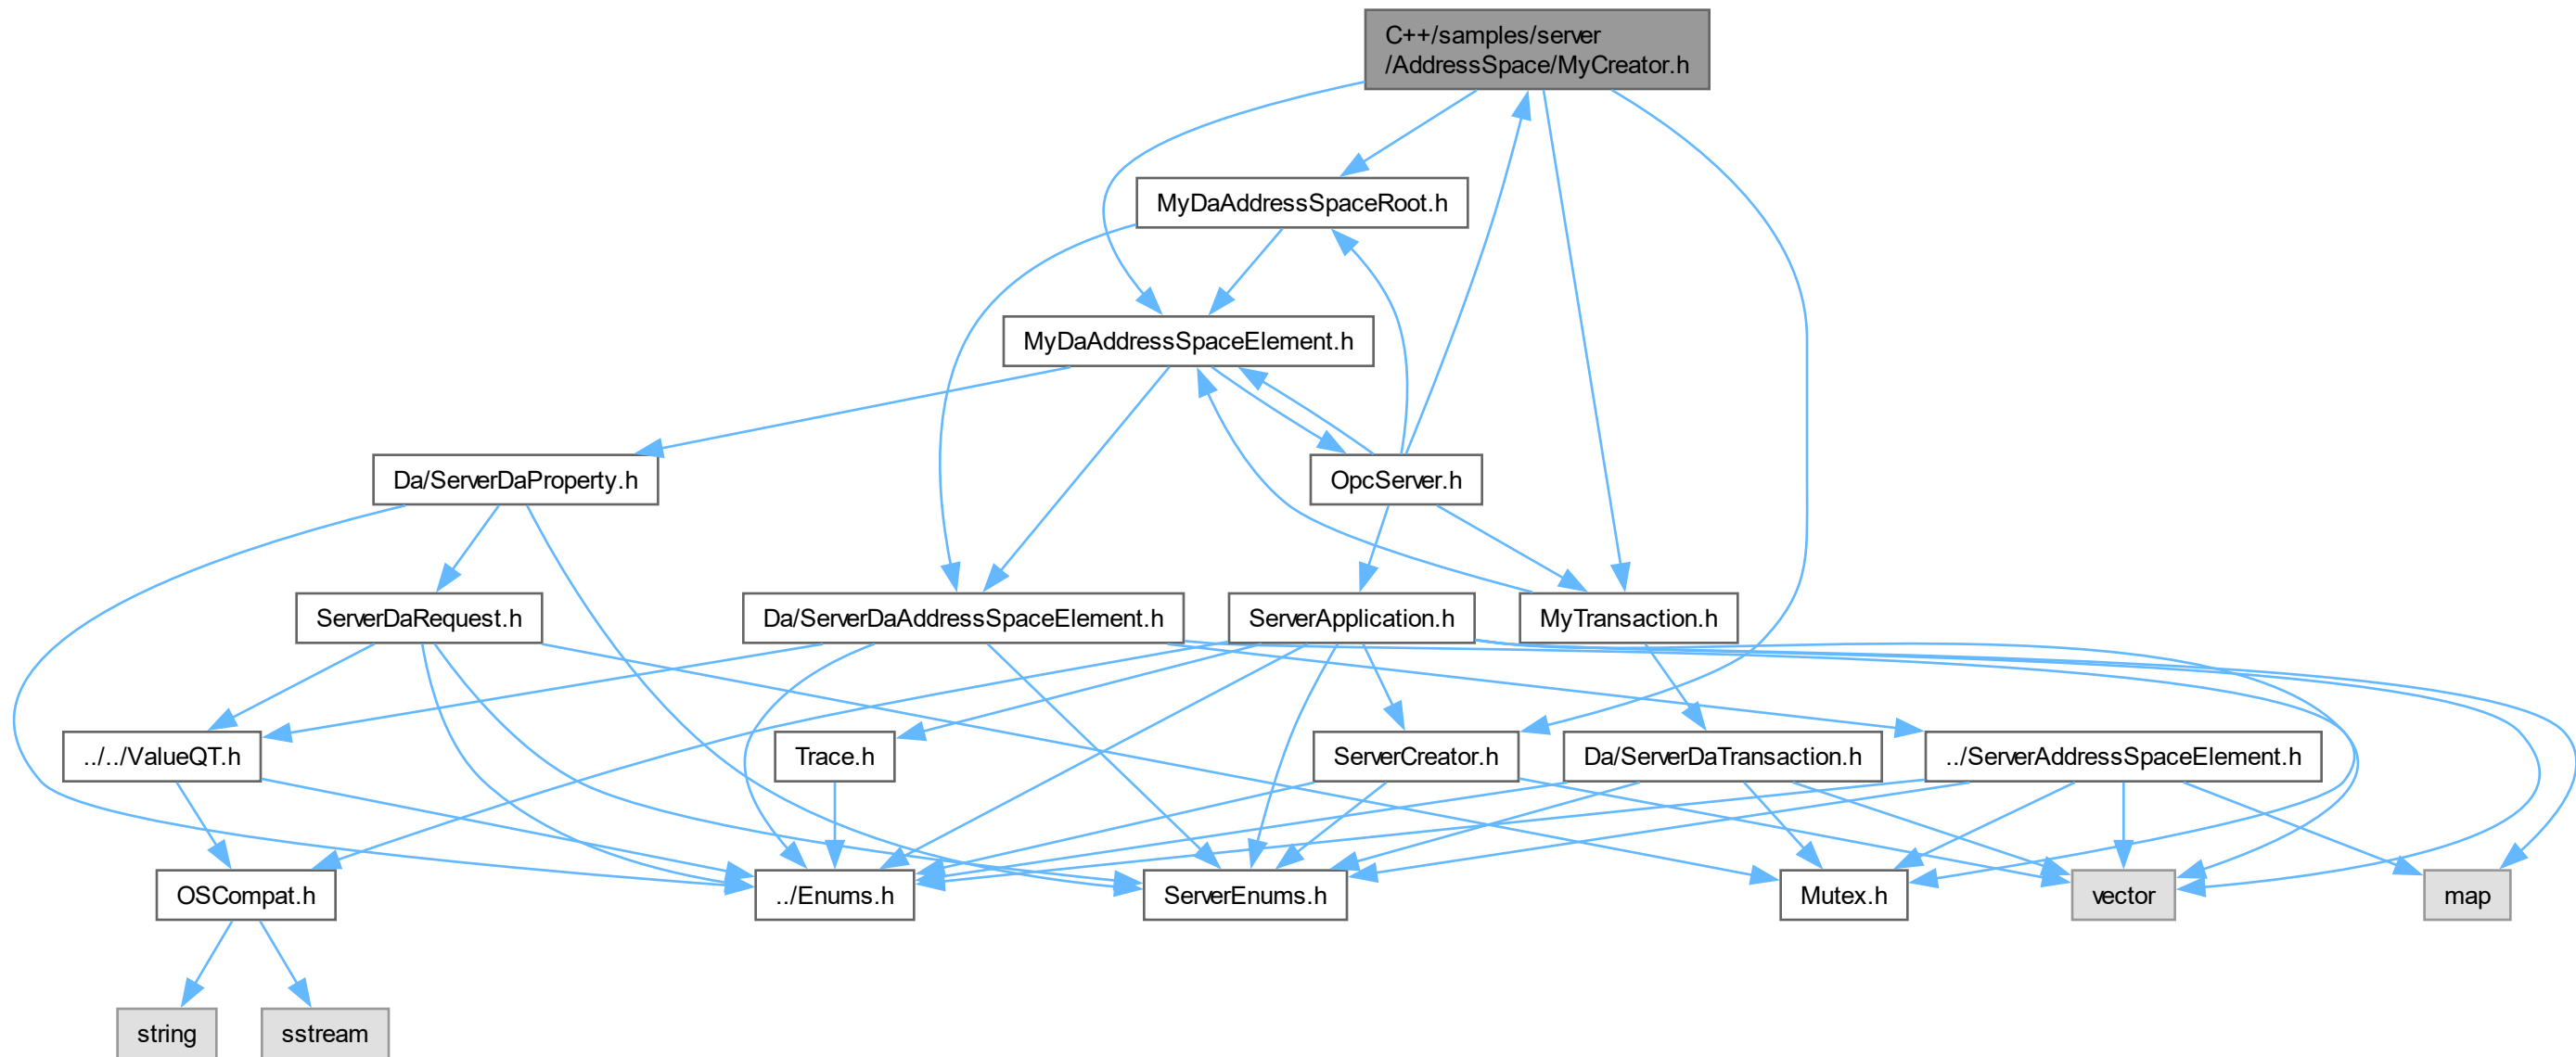 C++/samples/server
/AddressSpace/MyCreator.h
MyDaAddressSpaceRoot.h
MyDaAddressSpaceElement.h
Da/ServerDaProperty.h
OpcServer.h
ServerDaRequest.h
Da/ServerDaAddressSpaceElement.h
ServerApplication.h
MyTransaction.h
../../ValueQT.h
Trace.h
ServerCreator.h
Da/ServerDaTransaction.h
../ServerAddressSpaceElement.h
OSCompat.h
../Enums.h
ServerEnums.h
Mutex.h
vector
map
string
sstream